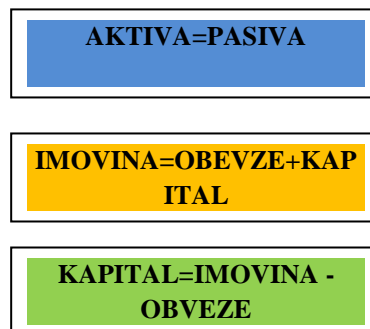 AKTIVA=PASIVA
IMOVINA=OBEVZE+KAP
ITAL
KAPITAL=IMOVINA -
OBVEZE